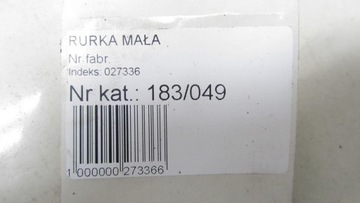 RURKA MAŁA
Nr fabr.
Indeks: 027336
Nr kat.: 183/049
1 000000 273366